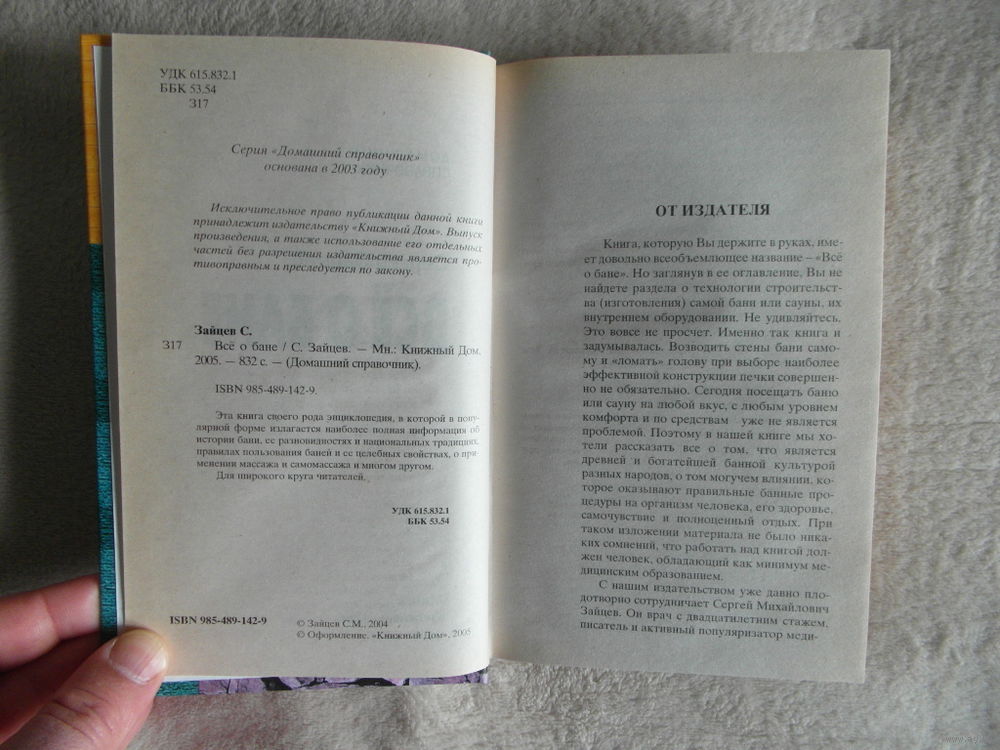 УДК 615.832.1
ББК 53.54
З17
Серия «Домашний справочник»
основана в 2003 году
Исключительное право публикации данной книги
принадлежит издательству «Книжный Дом». Выпуск
произведения, а также использование его отдельных
частей без разрешения издательства является про-
тивоправным и преследуется по закону.
Зайцев С.
З17 Всё о бане / С. Зайцев. — Мн.: Книжный Дом,
2005. — 832 с. — (Домашний справочник).
ISBN 985-489-142-9.
Эта книга своего рода энциклопедия, в которой в попу-
лярной форме излагается наиболее полная информация об
истории бани, ее разновидностях и национальных традициях,
правилах пользования баней и ее целебных свойствах, о при-
менении массажа и самомассажа и многом другом.
Для широкого круга читателей.
УДК 615.832.1
ББК 53.54
ISBN 985-489-142-9
© Зайцев С.М., 2004
© Оформление. «Книжный Дом», 2005
ОТ ИЗДАТЕЛЯ
Книга, которую Вы держите в руках, име-
ет довольно всеобъемлющее название – «Всё
о бане». Но заглянув в ее оглавление, Вы не
найдете раздела о технологии строительст-
ва (изготовления) самой бани или сауны, их
внутреннем оборудовании. Не удивляйтесь.
Это вовсе не просчет. Именно так книга и
задумывалась. Возводить стены бани само-
му и «ломать» голову при выборе наиболее
эффективной конструкции печки совершен-
но не обязательно. Сегодня посещать баню
или сауну на любой вкус, с любым уровнем
комфорта и по средствам уже не является
проблемой. Поэтому в нашей книге мы хо-
тели рассказать все о том, что является
древней и богатейшей банной культурой
разных народов, о том могучем влиянии, ко-
торое оказывают правильные банные про-
цедуры на организм человека, его здоровье,
самочувствие и полноценный отдых. При
таком изложении материала не было ника-
ких сомнений, что работать над книгой дол-
жен человек, обладающий как минимум ме-
дицинским образованием.
С нашим издательством уже давно пло-
дотворно сотрудничает Сергей Михайлович
Зайцев. Он врач с двадцатилетним стажем,
писатель и активный популяризатор меди-